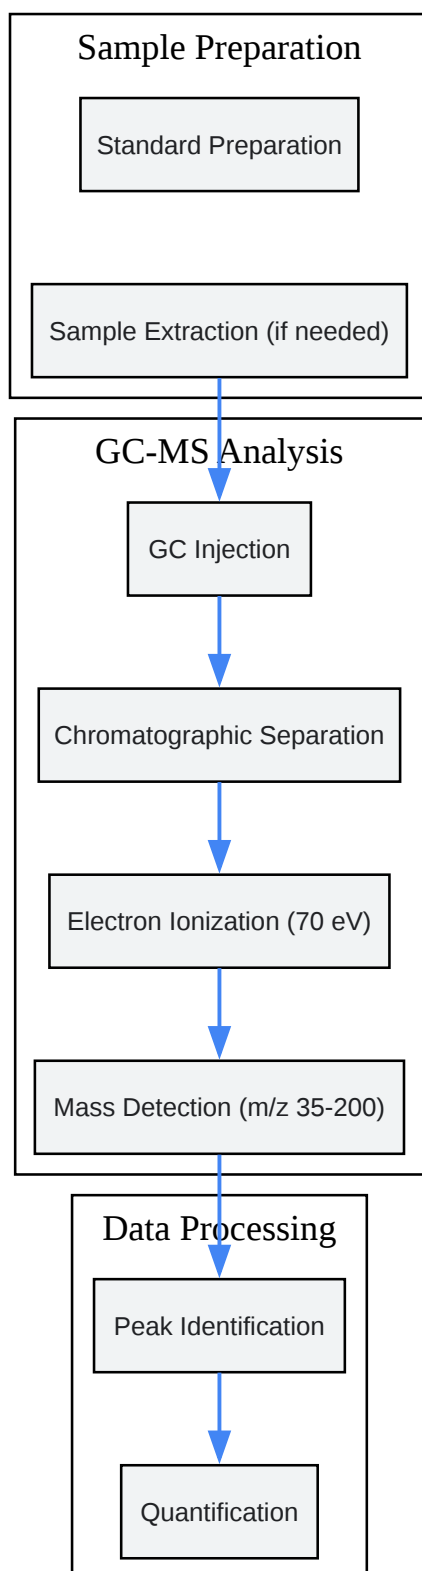 Sample Preparation
Standard Preparation
Sample Extraction (if needed)
GC-MS Analysis
GC Injection
Chromatographic Separation
Electron Ionization (70 eV)
Mass Detection (m/z 35-200)
Data Processing
Peak Identification
Quantification